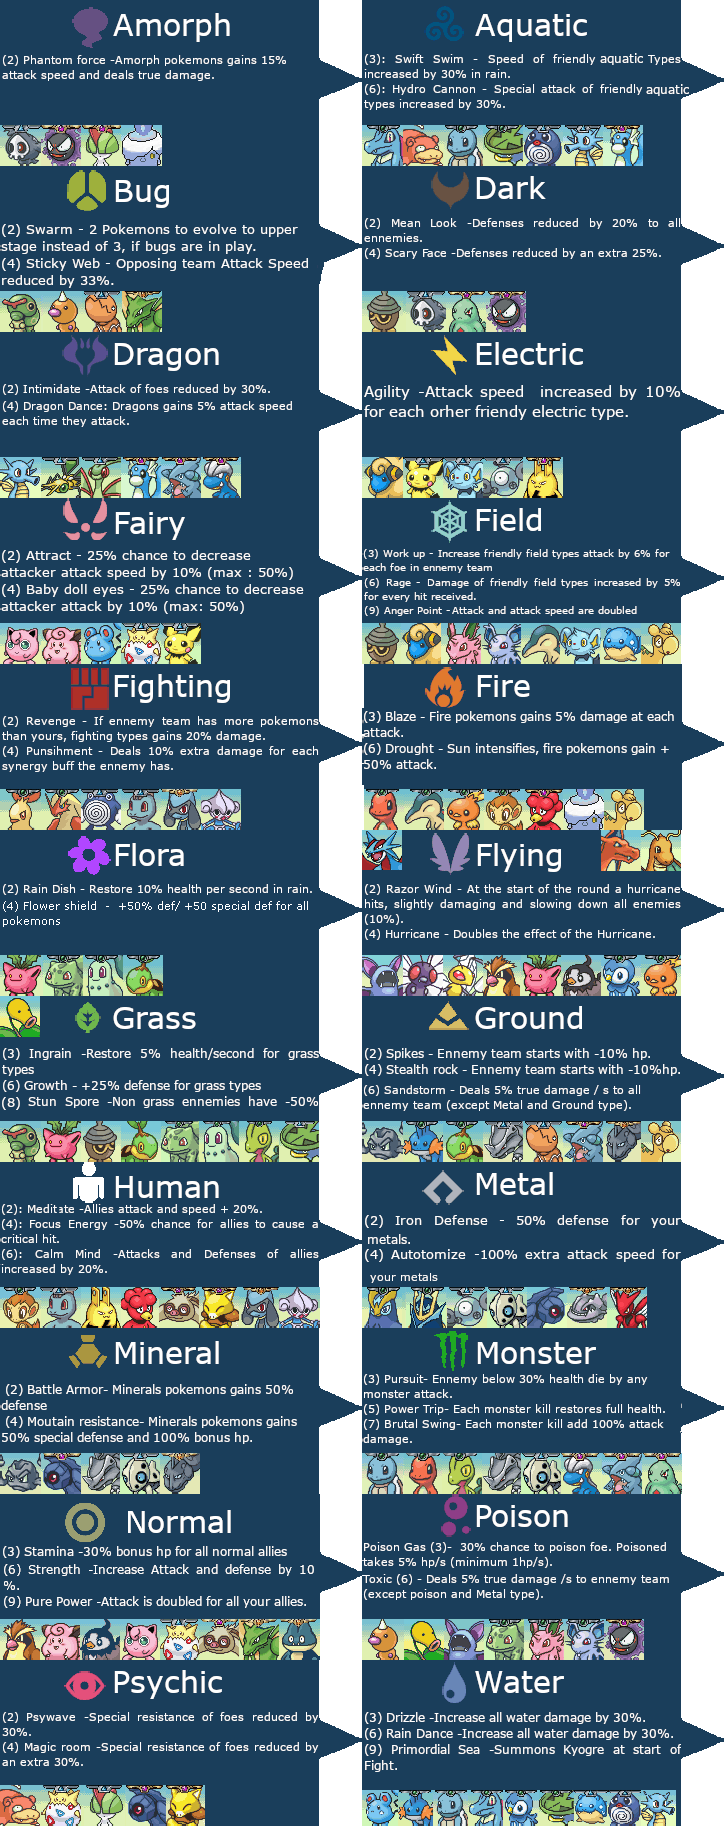 Amorph
(2) Phantom force -Amorph pokemons gains 15%
attack speed and deals true damage.
Aquatic
(3): Swift Swim - Speed of friendly aquatic Types
increased by 30% in rain.
(6): Hydro Cannon - Special attack of friendly aquatic
types increased by 30%.
Bug
(2) Swarm - 2 Pokemons to evolve to upper
stage instead of 3, if bugs are in play.
(4) Sticky Web - Opposing team Attack Speed
reduced by 33%.
Dark
(2) Mean Look -Defenses reduced by 20% to all
ennemies.
(4) Scary Face -Defenses reduced by an extra 25%.
Dragon
(2) Intimidate -Attack of foes reduced by 30%.
(4) Dragon Dance: Dragons gains 5% attack speed
each time they attack.
Electric
Agility -Attack speed increased by 10%
for each orher friendy electric type.
Fairy
(2) Attract - 25% chance to decrease
attacker attack speed by 10% (max : 50%)
(4) Baby doll eyes - 25% chance to decrease
attacker attack by 10% (max: 50%)
Field
(3) Work up - Increase friendly field types attack by 6% for
each foe in ennemy team
(6) Rage - Damage of friendly field types increased by 5%
for every hit received.
(9) Anger Point -Attack and attack speed are doubled
Fighting
(2) Revenge - If ennemy team has more pokemons
than yours, fighting types gains 20% damage.
(4) Punsihment - Deals 10% extra damage for each
synergy buff the ennemy has.
Fire
(3) Blaze - Fire pokemons gains 5% damage at each
attack.
(6) Drought - Sun intensifies, fire pokemons gain +
50% attack.
Flora
(2) Rain Dish - Restore 10% health per second in rain.
(4) Flower shield - +50% def/ +50 special def for all
pokemons
Flying
(2) Razor Wind - At the start of the round a hurricane
hits, slightly damaging and slowing down all enemies
(10%).
(4) Hurricane - Doubles the effect of the Hurricane.
Grass
(3) Ingrain -Restore 5% health/second for grass
types
(6) Growth - +25% defense for grass types
(8) Stun Spore -Non grass ennemies have -50%
Ground
(2) Spikes - Ennemy team starts with -10% hp.
(4) Stealth rock - Ennemy team starts with -10%hp.
(6) Sandstorm - Deals 5% true damage / s to all
ennemy team (except Metal and Ground type).
Human
(2): Meditate -Allies attack and speed + 20%.
(4): Focus Energy -50% chance for allies to cause a
critical hit.
(6): Calm Mind -Attacks and Defenses of allies
increased by 20%.
Metal
(2) Iron Defense - 50% defense for your
metals.
(4) Autotomize -100% extra attack speed for
your metals
Mineral
(2) Battle Armor- Minerals pokemons gains 50%
defense
(4) Moutain resistance- Minerals pokemons gains
50% special defense and 100% bonus hp.
Monster
(3) Pursuit- Ennemy below 30% health die by any
monster attack.
(5) Power Trip- Each monster kill restores full health.
(7) Brutal Swing- Each monster kill add 100% attack
damage.
Normal
(3) Stamina -30% bonus hp for all normal allies
(6) Strength -Increase Attack and defense by 10
%.
(9) Pure Power -Attack is doubled for all your allies.
Poison
Poison Gas (3)- 30% chance to poison foe. Poisoned
takes 5% hp/s (minimum 1hp/s).
Toxic (6) - Deals 5% true damage /s to ennemy team
(except poison and Metal type).
Psychic
(2) Psywave -Special resistance of foes reduced by
30%.
(4) Magic room -Special resistance of foes reduced by
an extra 30%.
Water
(3) Drizzle -Increase all water damage by 30%.
(6) Rain Dance -Increase all water damage by 30%.
(9) Primordial Sea -Summons Kyogre at start of
Fight.